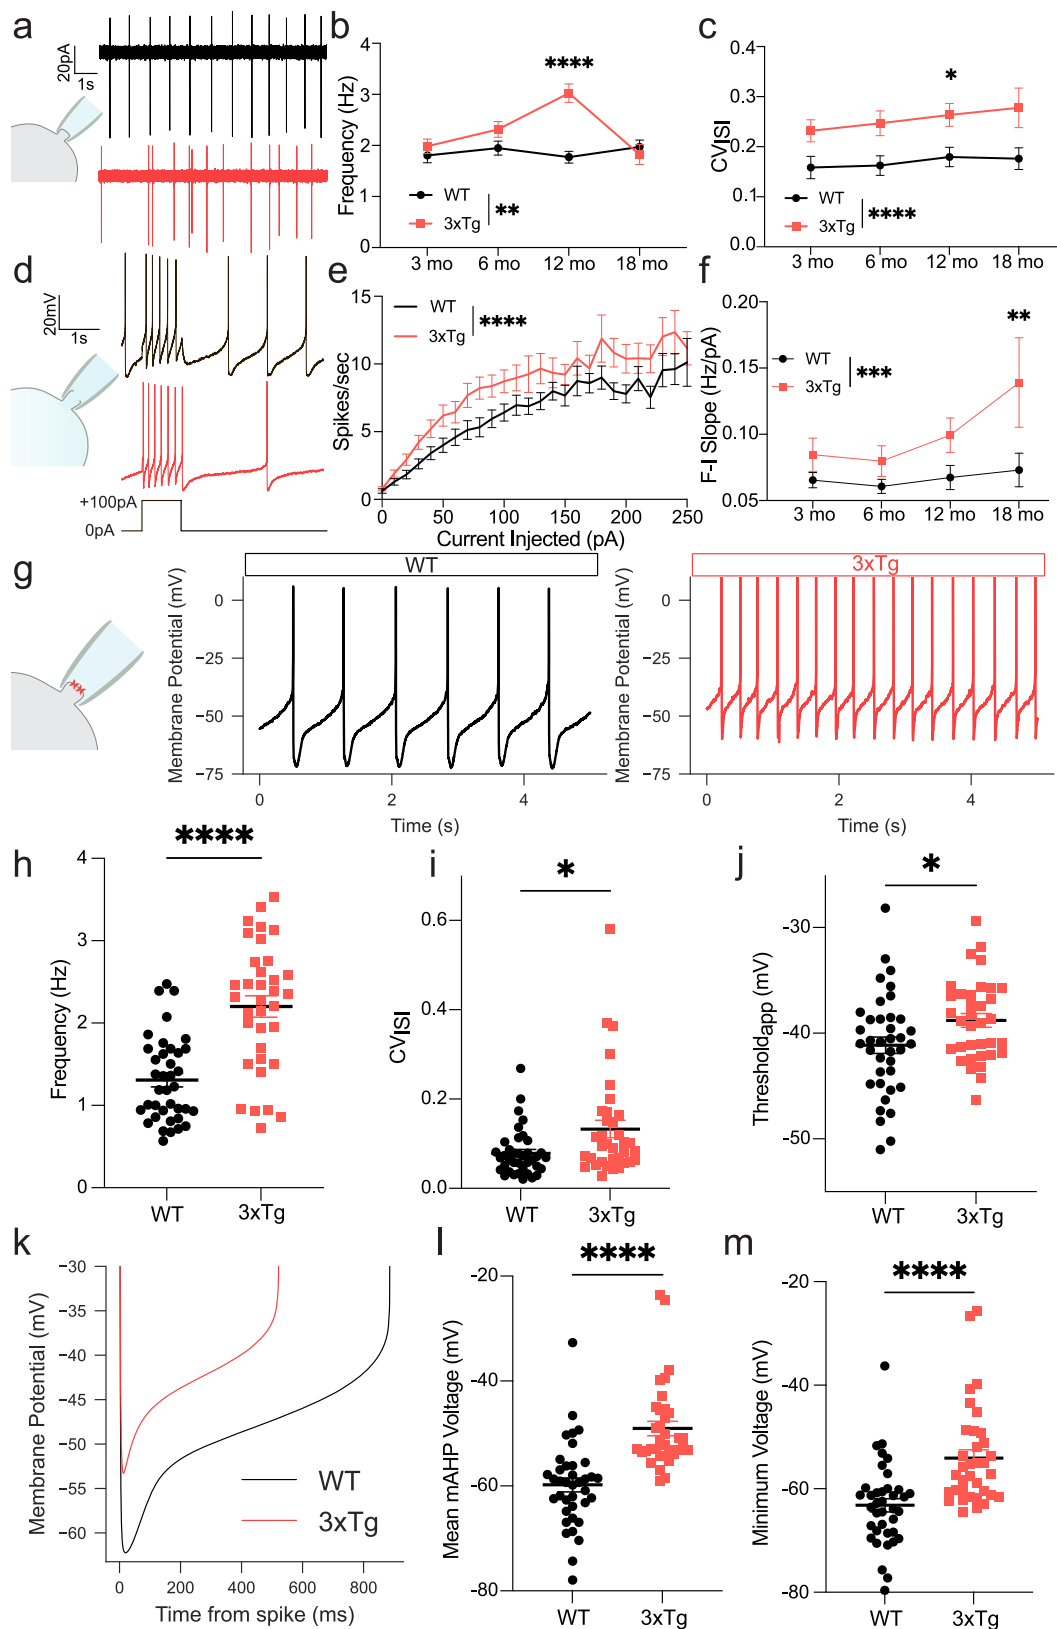 a
20pA
1s
b
Frequency (Hz)
4
3
2
1
0
****
WT
3xTg
**
3 mo 6 mo 12 mo 18 mo
c
CVISI
0.4
0.3
0.2
0.1
0.0
*
WT
3xTg
****
3 mo 6 mo 12 mo 18 mo
d
20mV
1s
+100pA
0pA
e
Spikes/sec
15
10
5
0
WT
3xTg
****
0 50 100 150 200 250
Current Injected (pA)
f
F-I Slope (Hz/pA)
0.20
0.15
0.10
0.05
**
WT
3xTg
***
3 mo 6 mo 12 mo 18 mo
g
WT
Membrane Potential (mV)
0
−25
−50
−75
0 2 4
Time (s)
3xTg
Membrane Potential (mV)
0
−25
−50
−75
0 2 4
Time (s)
h
****
Frequency (Hz)
4
3
2
1
0
WT 3xTg
i
*
CVISI
0.6
0.4
0.2
0.0
WT 3xTg
j
*
Thresholdapp (mV)
-30
-40
-50
WT 3xTg
k
Membrane Potential (mV)
−30
−35
−40
−45
−50
−55
−60
WT
3xTg
0 200 400 600 800
Time from spike (ms)
l
****
Mean mAHP Voltage (mV)
-20
-40
-60
-80
WT 3xTg
m
****
Minimum Voltage (mV)
-20
-40
-60
-80
WT 3xTg